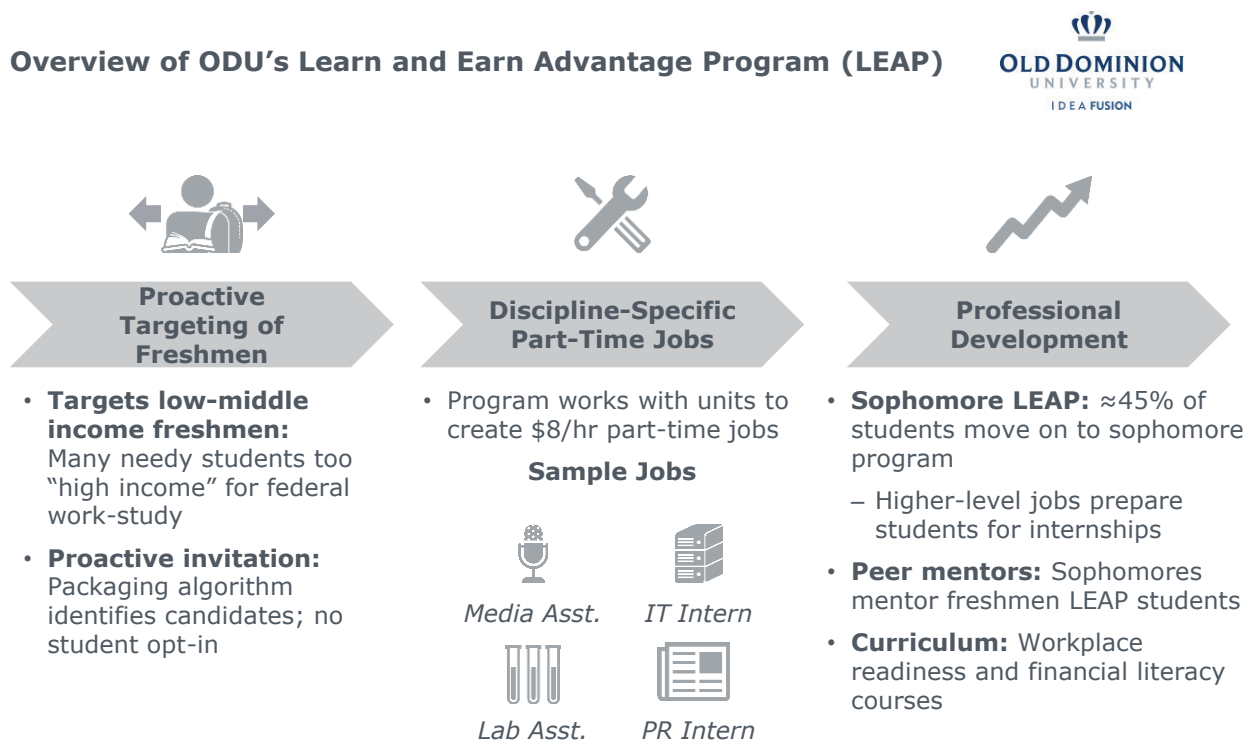 Overview of ODU’s Learn and Earn Advantage Program (LEAP)
OLD DOMINION
UNIVERSITY
IDEA FUSION
Proactive
Targeting of
Freshmen
Discipline-Specific
Part-Time Jobs
Professional
Development
• Targets low-middle
income freshmen:
Many needy students too
“high income” for federal
work-study
• Proactive invitation:
Packaging algorithm
identifies candidates; no
student opt-in
• Program works with units to
create $8/hr part-time jobs
Sample Jobs
Media Asst.
IT Intern
Lab Asst.
PR Intern
• Sophomore LEAP: ≈45% of
students move on to sophomore
program
– Higher-level jobs prepare
students for internships
• Peer mentors: Sophomores
mentor freshmen LEAP students
• Curriculum: Workplace
readiness and financial literacy
courses